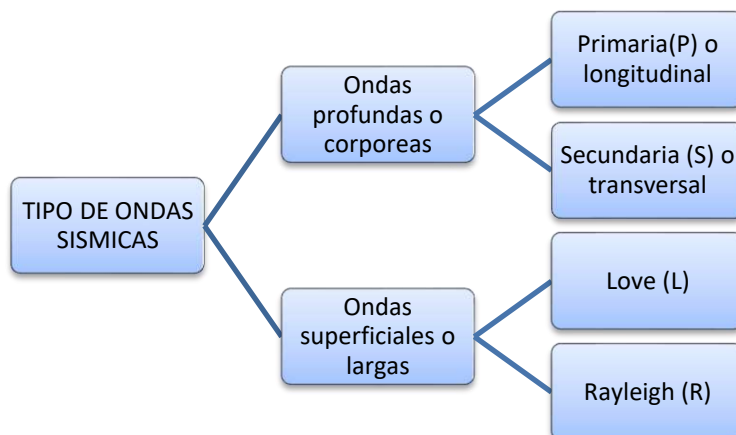 TIPO DE ONDAS
SISMICAS
Ondas
profundas o
corporeas
Primaria(P) o
longitudinal
Secundaria (S) o
transversal
Ondas
superficiales o
largas
Love (L)
Rayleigh (R)